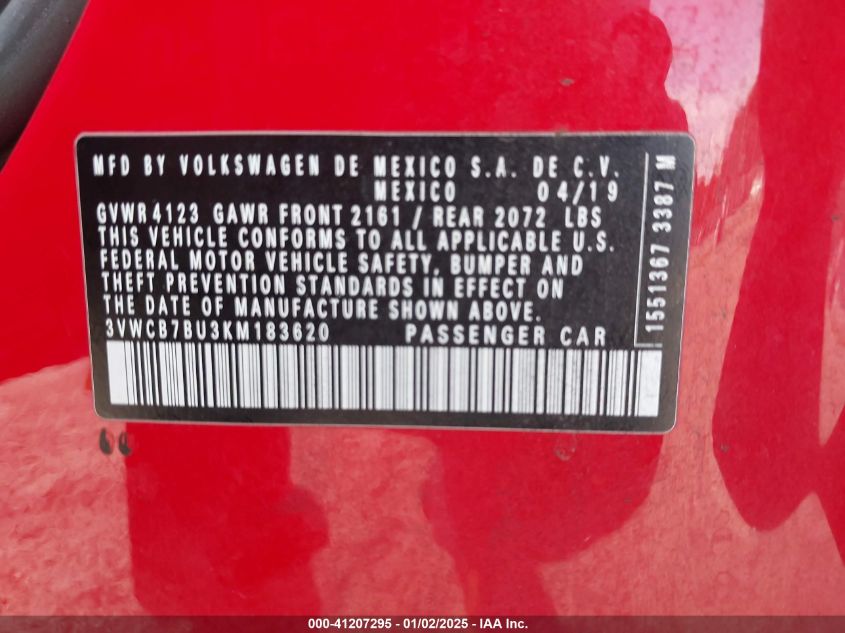 MFD BY VOLKSWAGEN DE MEXICO S.A. DE C.V.
MEXICO 04/19
GVWR 4123 GAWR FRONT 2161 / REAR 2072 LBS
THIS VEHICLE CONFORMS TO ALL APPLICABLE U.S.
FEDERAL MOTOR VEHICLE SAFETY, BUMPER AND
THEFT PREVENTION STANDARDS IN EFFECT ON
THE DATE OF MANUFACTURE SHOWN ABOVE.
3VWCB7BU3KM183620 PASSENGER CAR
1551367 3387 M
000-41207295 - 01/02/2025 - IAA Inc.